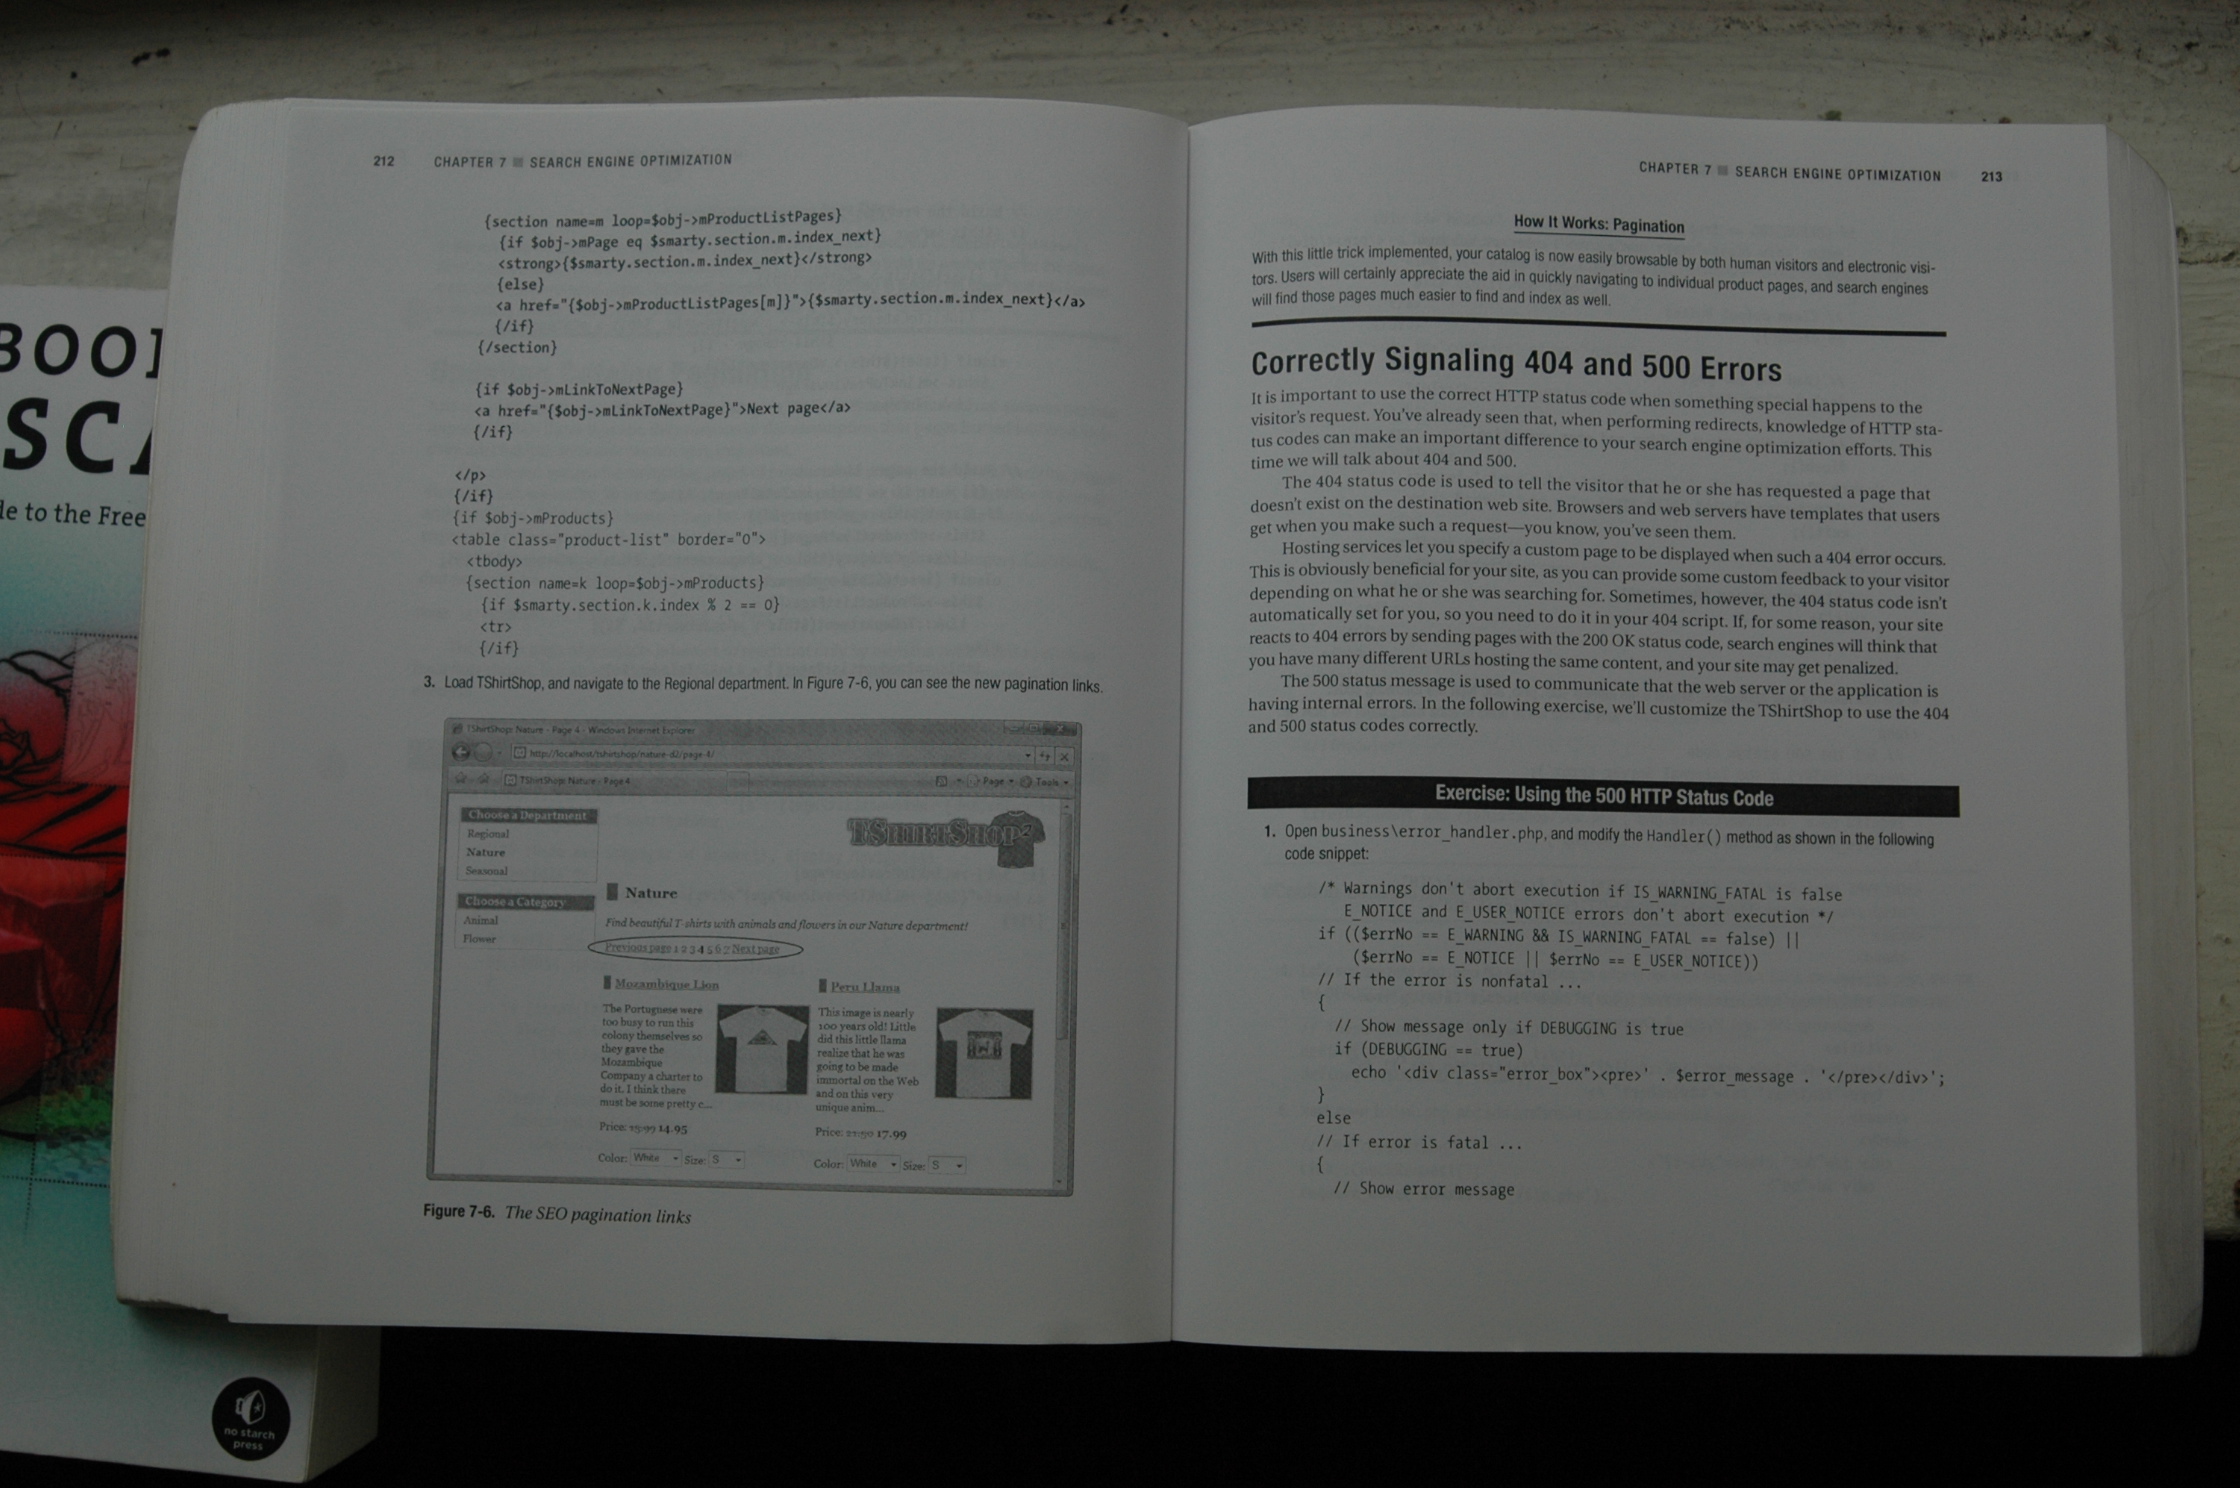 BOO
SCA
de to the Free
no starch
press
212 CHAPTER 7 ■ SEARCH ENGINE OPTIMIZATION
{section name=m loop=$obj->mProductListPages}
{if $obj->mPage eq $smarty.section.m.index_next}
<strong>{$smarty.section.m.index_next}</strong>
{else}
<a href="{$obj->mProductListPages[m]}">{$smarty.section.m.index_next}</a>
{/if}
{/section}
{if $obj->mLinkToNextPage}
<a href="{$obj->mLinkToNextPage}">Next page</a>
{/if}
</p>
{/if}
{if $obj->mProducts}
<table class="product-list" border="0">
<tbody>
{section name=k loop=$obj->mProducts}
{if $smarty.section.k.index % 2 == 0}
<tr>
{/if}
3. Load TShirtShop, and navigate to the Regional department. In Figure 7-6, you can see the new pagination links.
TShirtShop: Nature - Page 4 - Windows Internet Explorer
http://localhost/tshirtshop/nature-d2/page-4/
TShirtShop: Nature - Page 4 Page Tools
Choose a Department
Regional
Nature
Seasonal
Choose a Category
Animal
Flower
TShirtShop
Nature
Find beautiful T-shirts with animals and flowers in our Nature department!
Previous page 1 2 3 4 5 6 7 Next page
Mozambique Lion
The Portuguese were
too busy to run this
colony themselves so
they gave the
Mozambique
Company a charter to
do it. I think there
must be some pretty c...
Price: 15.99 14.95
Color: White Size: S
Peru Llama
This image is nearly
100 years old! Little
did this little llama
realize that he was
going to be made
immortal on the Web
and on this very
unique anim...
Price: 21.50 17.99
Color: White Size: S
Figure 7-6. The SEO pagination links
CHAPTER 7 ■ SEARCH ENGINE OPTIMIZATION 213
How It Works: Pagination
With this little trick implemented, your catalog is now easily browsable by both human visitors and electronic visi-
tors. Users will certainly appreciate the aid in quickly navigating to individual product pages, and search engines
will find those pages much easier to find and index as well.
Correctly Signaling 404 and 500 Errors
It is important to use the correct HTTP status code when something special happens to the
visitor's request. You've already seen that, when performing redirects, knowledge of HTTP sta-
tus codes can make an important difference to your search engine optimization efforts. This
time we will talk about 404 and 500.
The 404 status code is used to tell the visitor that he or she has requested a page that
doesn't exist on the destination web site. Browsers and web servers have templates that users
get when you make such a request—you know, you've seen them.
Hosting services let you specify a custom page to be displayed when such a 404 error occurs.
This is obviously beneficial for your site, as you can provide some custom feedback to your visitor
depending on what he or she was searching for. Sometimes, however, the 404 status code isn't
automatically set for you, so you need to do it in your 404 script. If, for some reason, your site
reacts to 404 errors by sending pages with the 200 OK status code, search engines will think that
you have many different URLs hosting the same content, and your site may get penalized.
The 500 status message is used to communicate that the web server or the application is
having internal errors. In the following exercise, we'll customize the TShirtShop to use the 404
and 500 status codes correctly.
Exercise: Using the 500 HTTP Status Code
1. Open business\error_handler.php, and modify the Handler() method as shown in the following
code snippet:
/* Warnings don't abort execution if IS_WARNING_FATAL is false
E_NOTICE and E_USER_NOTICE errors don't abort execution */
if (($errNo == E_WARNING && IS_WARNING_FATAL == false) ||
($errNo == E_NOTICE || $errNo == E_USER_NOTICE))
// If the error is nonfatal ...
{
// Show message only if DEBUGGING is true
if (DEBUGGING == true)
echo '<div class="error_box"><pre>' . $error_message . '</pre></div>';
}
else
// If error is fatal ...
{
// Show error message